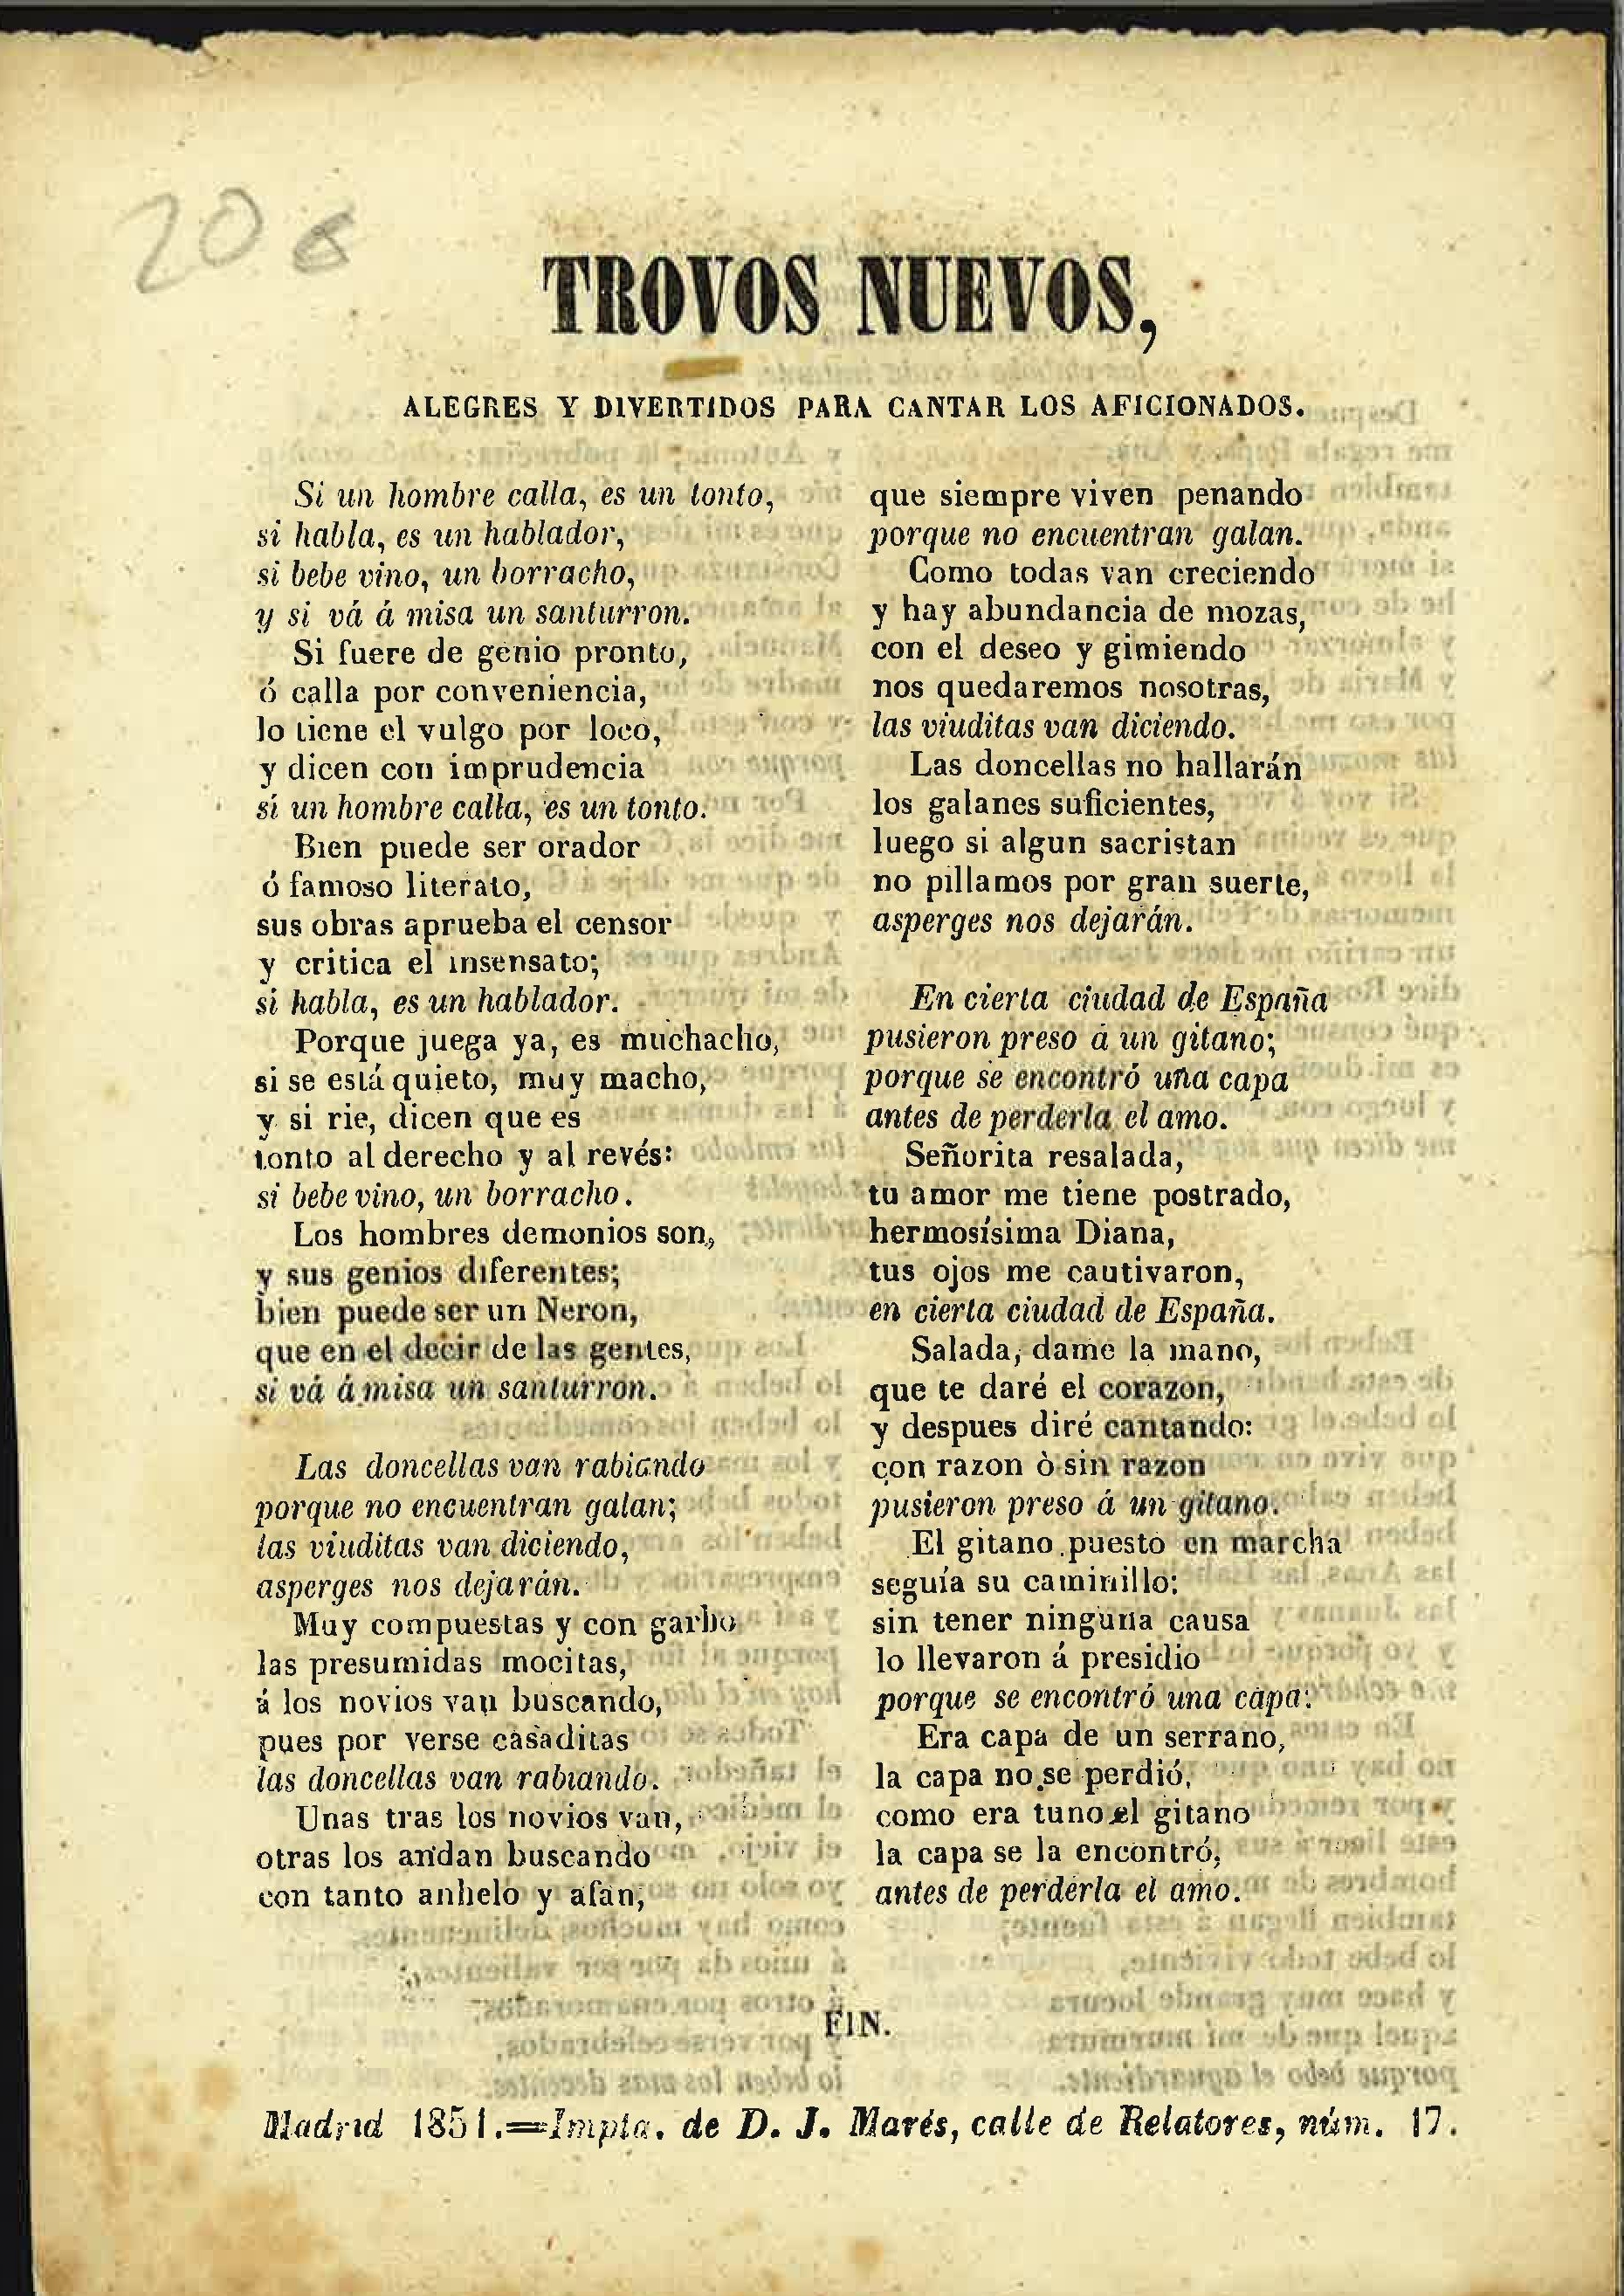 206
TROVOS NUEVOS,
ALEGRES Y DIVERTIDOS PARA CANTAR LOS AFICIONADOS.
Si un hombre calla, es un tonto,
si habla, es un hablador,
si bebe vino, un borracho,
y si vá á misa un santurron.
Si fuere de genio pronto,
ó calla por conveniencia,
lo tiene el vulgo por loco,
y dicen con imprudencia
si un hombre calla, es un tonto.
Bien puede ser orador
ó famoso literato,
sus obras aprueba el censor
y critica el insensato;
si habla, es un hablador.
Porque juega ya, es muchacho,
si se está quieto, muy macho,
y si rie, dicen que es
tonto al derecho y al revés:
si bebe vino, un borracho.
Los hombres demonios son,
y sus genios diferentes;
bien puede ser un Neron,
que en el decir de las gentes,
si vá á misa un santurron.
Las doncellas van rabiando
porque no encuentran galan;
las viuditas van diciendo,
asperges nos dejarán.
Muy compuestas y con garbo
las presumidas mocitas,
á los novios van buscando,
pues por verse casaditas
las doncellas van rabiando.
Unas tras los novios van,
otras los andan buscando
con tanto anhelo y afan,
que siempre viven penando
porque no encuentran galan.
Como todas van creciendo
y hay abundancia de mozas,
con el deseo y gimiendo
nos quedaremos nosotras,
las viuditas van diciendo.
Las doncellas no hallarán
los galanes suficientes,
luego si algun sacristan
no pillamos por gran suerte,
asperges nos dejarán.
En cierta ciudad de España
pusieron preso á un gitano;
porque se encontró una capa
antes de perderla el amo.
Señorita resalada,
tu amor me tiene postrado,
hermosísima Diana,
tus ojos me cautivaron,
en cierta ciudad de España.
Salada, dame la mano,
que te daré el corazon,
y despues diré cantando:
con razon ò sin razon
pusieron preso á un gitano.
El gitano puesto en marcha
seguía su caminillo:
sin tener ninguna causa
lo llevaron á presidio
porque se encontró una capa.
Era capa de un serrano,
la capa no se perdió,
como era tuno el gitano
la capa se la encontró,
antes de perderla el amo.
FIN.
Madrid 1851.=Impta. de D. J. Marés, calle de Relatores, núm. 17.